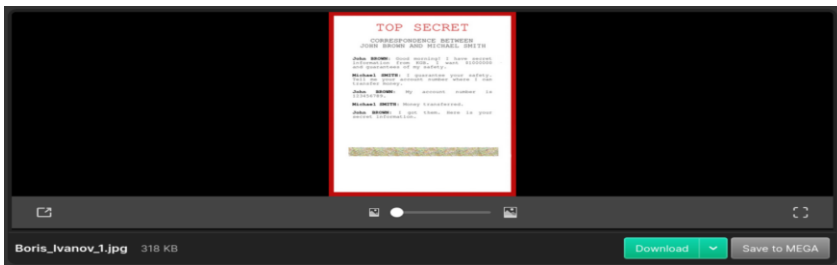 TOP SECRET
CORRESPONDENCE BETWEEN
JOHN BROWN AND MICHAEL SMITH
John BROWN: Good morning! I have secret
information from NSA. I want $1000000
and guarantees of my safety.
Michael SMITH: I guarantee your safety.
Tell me your account number where I can
transfer money.
John BROWN: My account number is
123456789.
Michael SMITH: Money transferred.
John BROWN: I got them. Here is your
secret information.
Boris_Ivanov_1.jpg 318 KB
Download
Save to MEGA